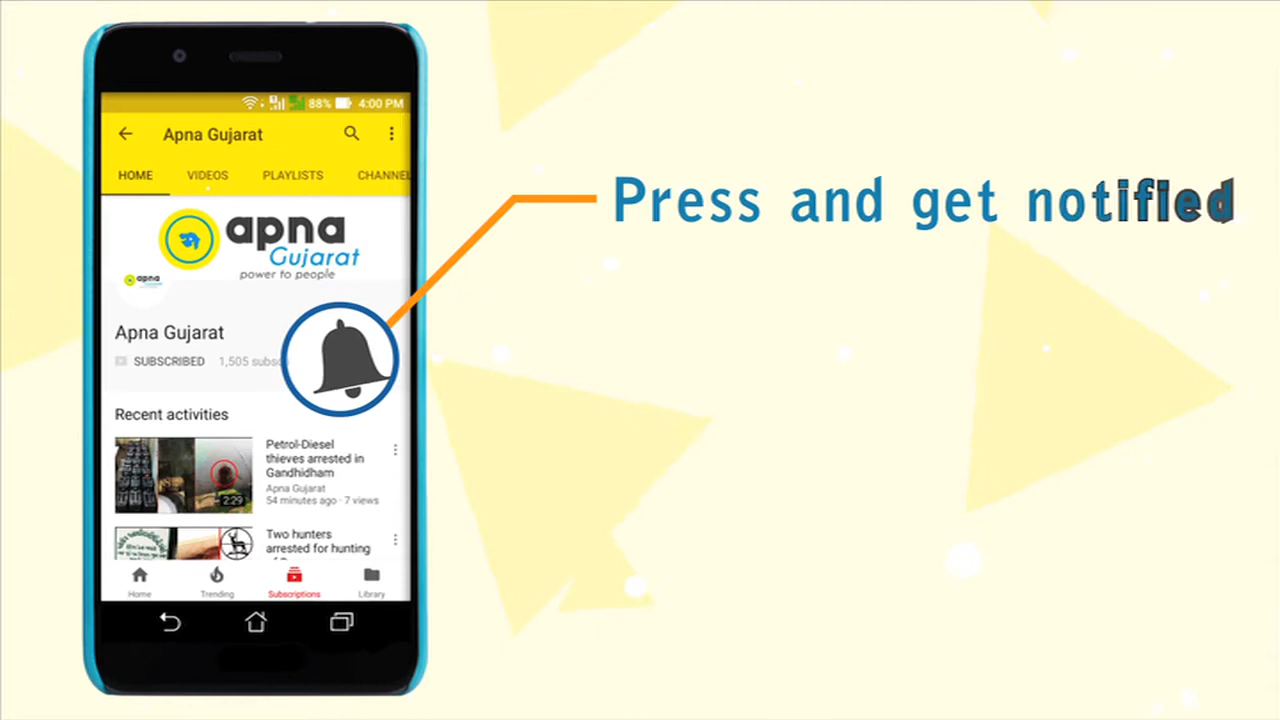 88% 4:00 PM
Apna Gujarat
HOME VIDEOS PLAYLISTS CHANNEL
apna
Gujarat
power to people
apna
Apna Gujarat
SUBSCRIBED 1,505
Press and get notified
Recent activities
Petrol-Diesel
thieves arrested in
Gandhidham
Apna Gujarat
54 minutes ago · 7 views
2:29
Two hunters
arrested for hunting
Home Trending Subscriptions Library